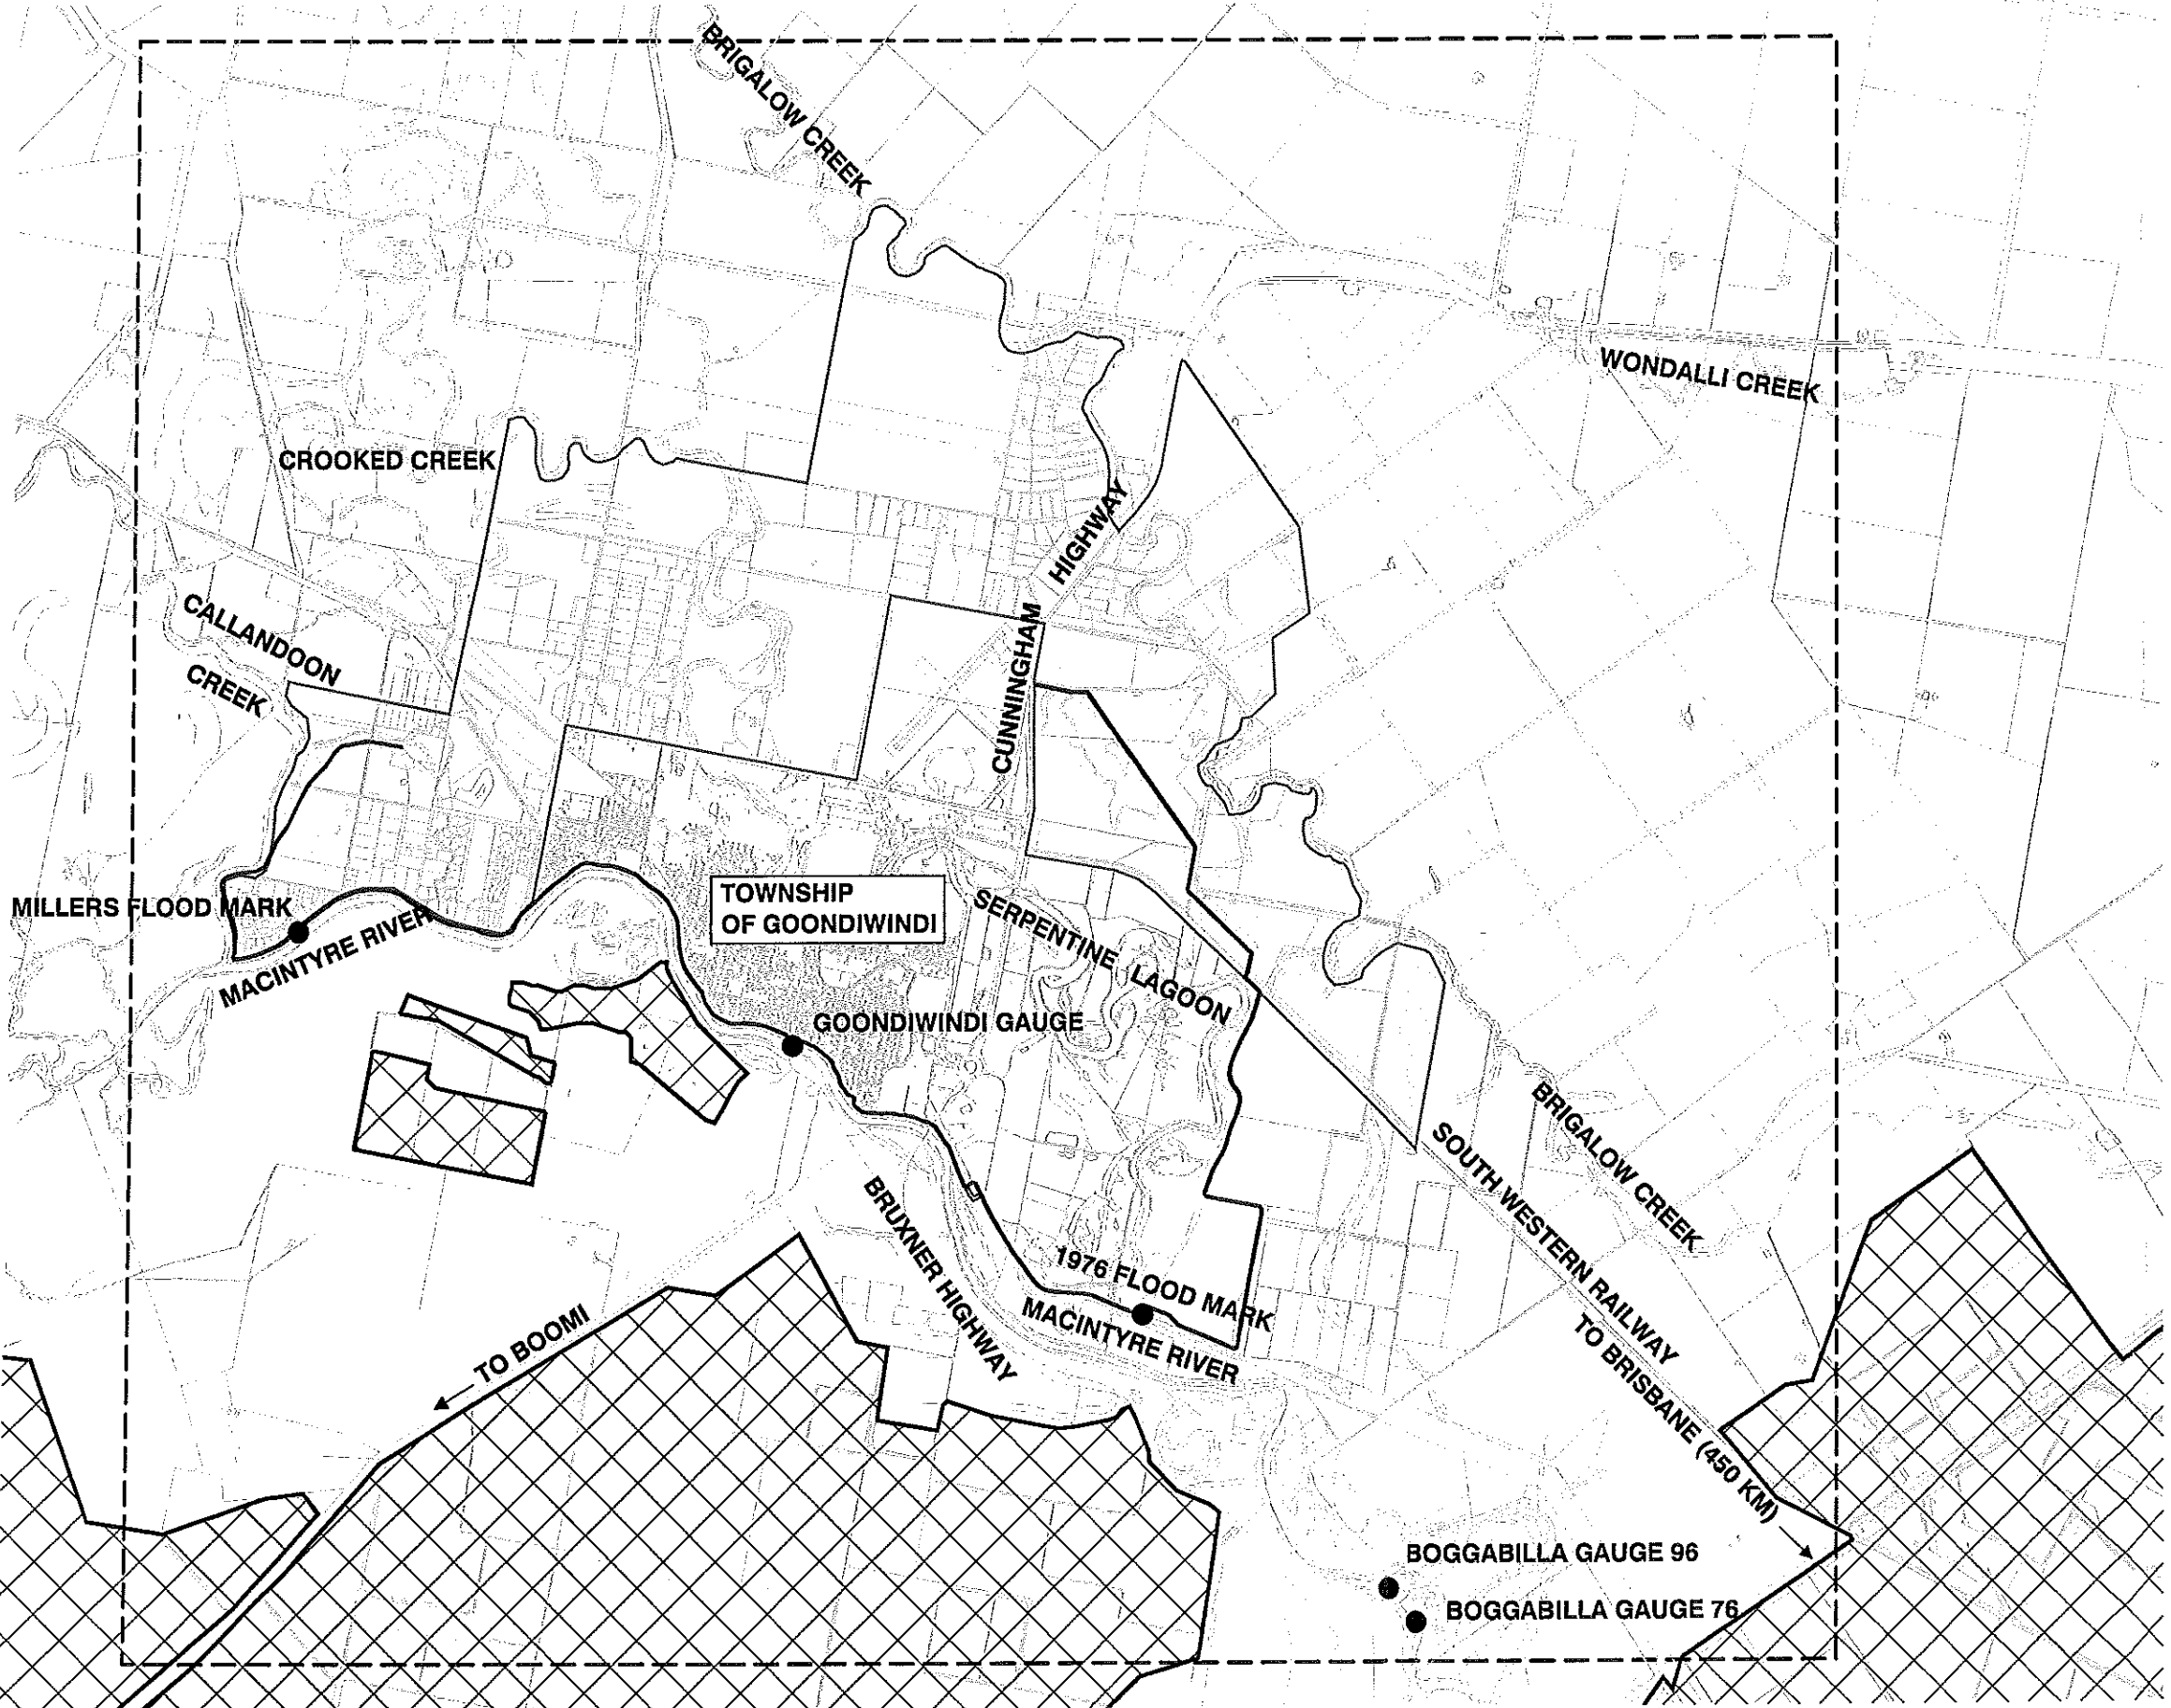 BRIGALOW CREEK
WONDALLI CREEK
CROOKED CREEK
HIGHWAY
CUNNINGHAM
CALLANDOON
CREEK
MILLERS FLOOD MARK
MACINTYRE RIVER
TOWNSHIP
OF GOONDIWINDI
SERPENTINE LAGOON
GOONDIWINDI GAUGE
BRIGALOW CREEK
SOUTH WESTERN RAILWAY
TO BRISBANE (450 KM)
BRUXNER HIGHWAY
1976 FLOOD MARK
MACINTYRE RIVER
TO BOOMI
BOGGABILLA GAUGE 96
BOGGABILLA GAUGE 76